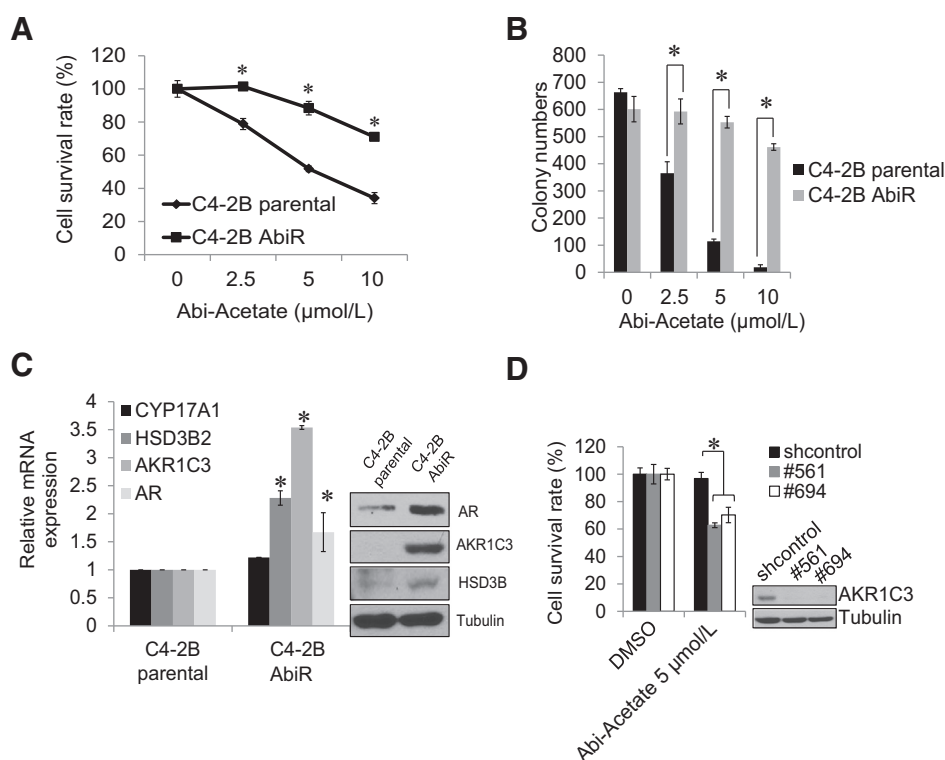 A
Cell survival rate (%)
120
100
80
60
40
20
0
*
*
*
C4-2B parental
C4-2B AbiR
0 2.5 5 10
Abi-Acetate (μmol/L)
B
Colony numbers
800
700
600
500
400
300
200
100
0
*
*
*
C4-2B parental
C4-2B AbiR
0 2.5 5 10
Abi-Acetate (μmol/L)
C
Relative mRNA
expression
4
3.5
3
2.5
2
1.5
1
0.5
0
CYP17A1
HSD3B2
AKR1C3
AR
*
*
*
C4-2B
parental
C4-2B
AbiR
C4-2B
parental
C4-2B
AbiR
AR
AKR1C3
HSD3B
Tubulin
D
Cell survival rate (%)
120
100
80
60
40
20
0
*
shcontrol
#561
#694
DMSO
Abi-Acetate 5 μmol/L
shcontrol
#561
#694
AKR1C3
Tubulin